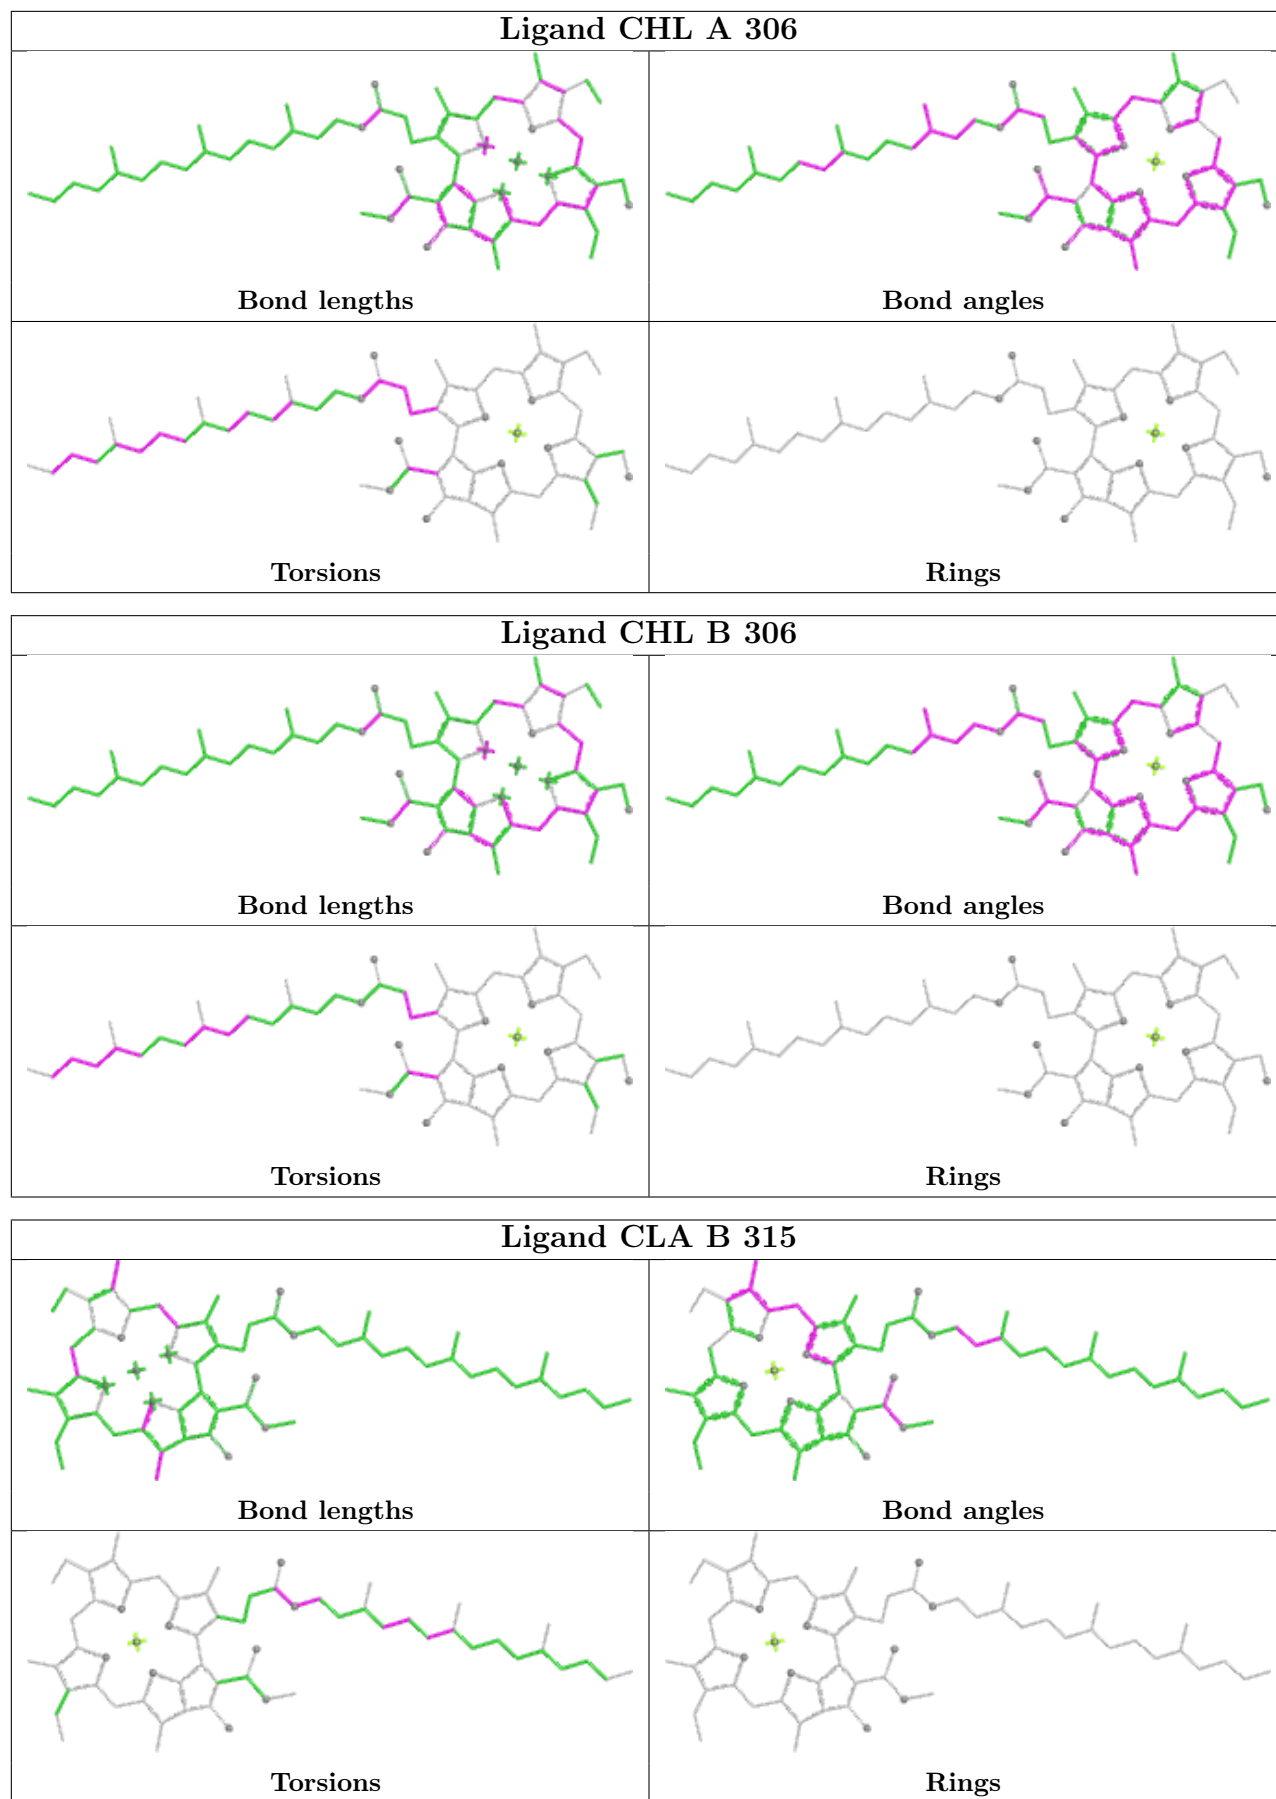 Ligand CHL A 306
Bond lengths
Bond angles
Torsions
Rings
Ligand CHL B 306
Bond lengths
Bond angles
Torsions
Rings
Ligand CLA B 315
Bond lengths
Bond angles
Torsions
Rings